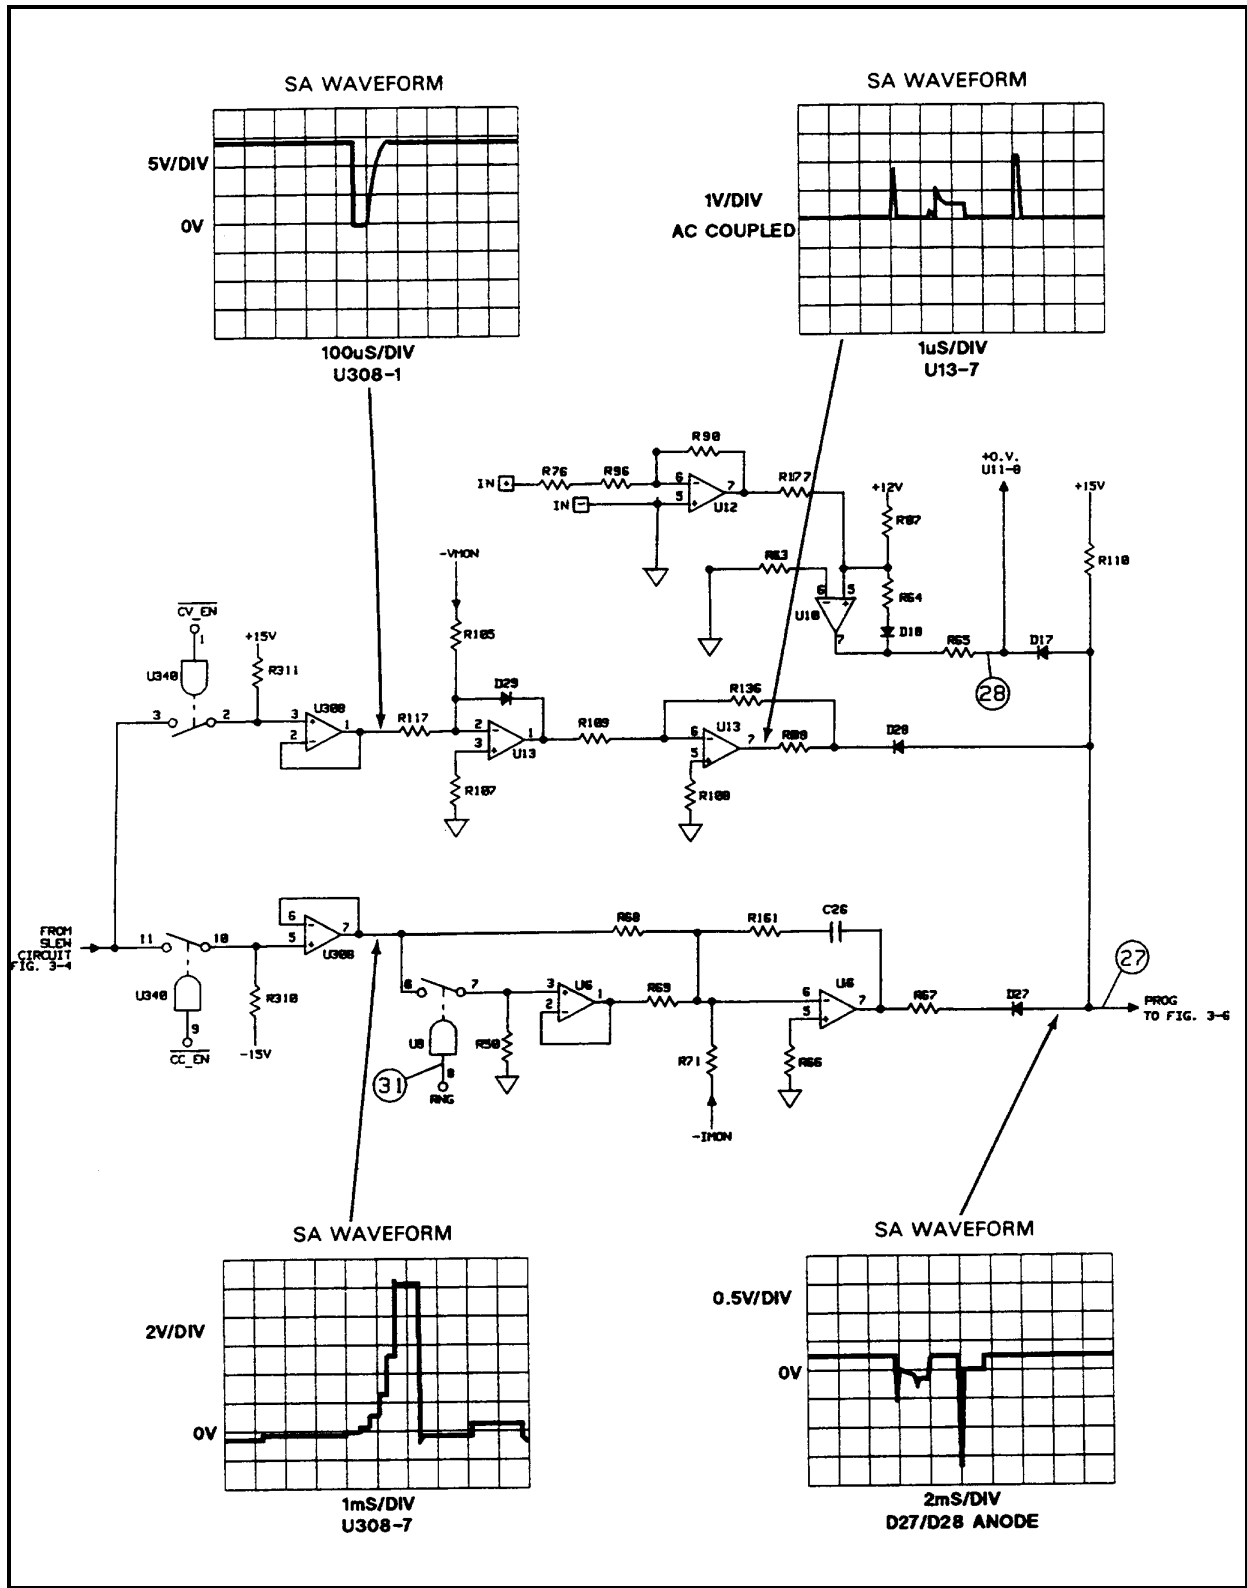 SA WAVEFORM
5V/DIV
0V
100uS/DIV
U308-1
SA WAVEFORM
1V/DIV
AC COUPLED
1uS/DIV
U13-7
R90
IN +
R76
R96
6
5
7
U12
IN -
R177
+12V
R87
+O.V.
U11-8
+15V
R110
R63
6
5
U10
7
R64
D18
R65
D17
28
-VMON
R105
CV_EN
1
U340
+15V
R311
3
2
3
2
U308
1
R117
D29
2
3
1
U13
R107
R109
R136
6
5
U13
7
R89
R108
D28
FROM
SLEW
CIRCUIT
FIG. 3-4
11
10
U340
9
CC_EN
R310
-15V
6
5
7
U308
R68
R161
C26
6
7
U8
8
RNG
31
R50
3
2
U6
1
R69
R71
-IMON
6
5
U6
7
R66
R67
D27
27
PROG
TO FIG. 3-6
SA WAVEFORM
2V/DIV
0V
1mS/DIV
U308-7
SA WAVEFORM
0.5V/DIV
0V
2mS/DIV
D27/D28 ANODE